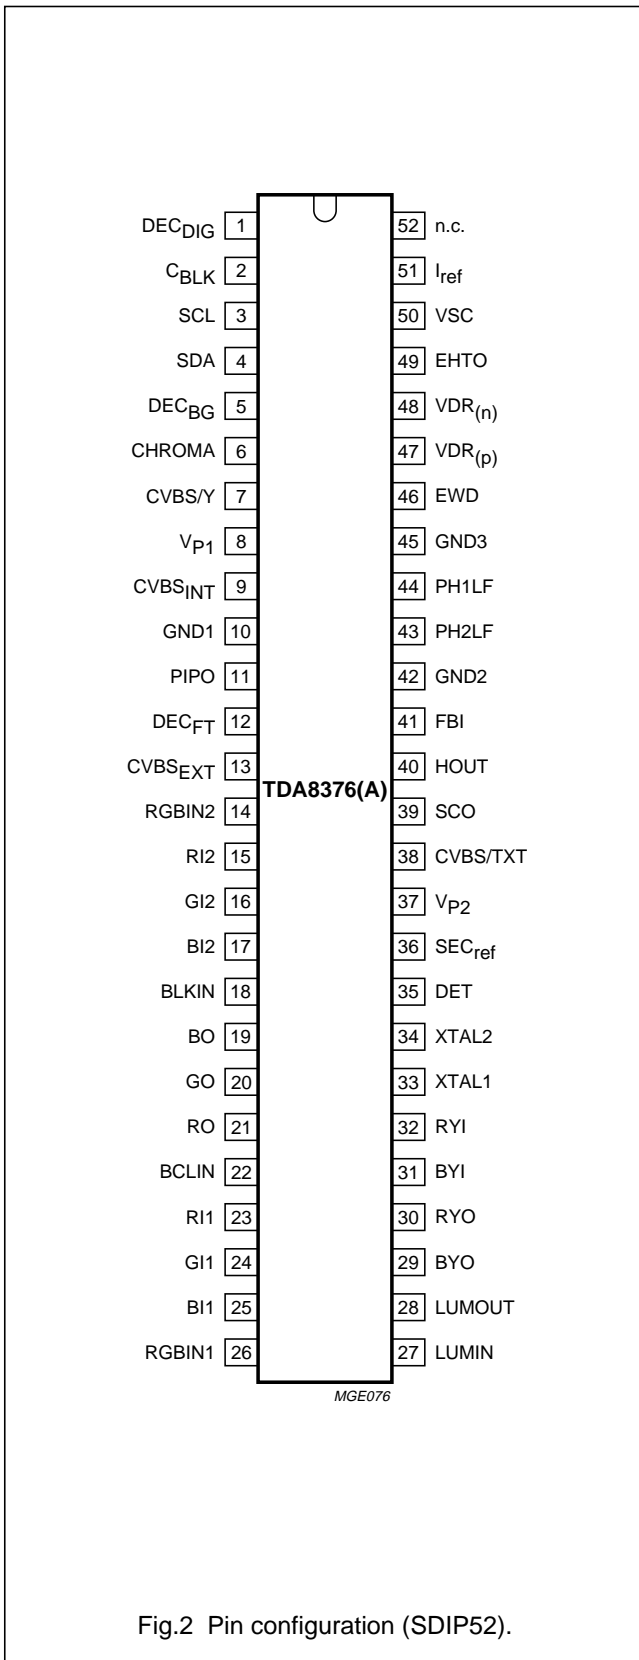 DEC_DIG 1 52 n.c.
C_BLK 2 51 I_ref
SCL 3 50 VSC
SDA 4 49 EHTO
DEC_BG 5 48 VDR_(n)
CHROMA 6 47 VDR_(p)
CVBS/Y 7 46 EWD
V_P1 8 45 GND3
CVBS_INT 9 44 PH1LF
GND1 10 43 PH2LF
PIPO 11 42 GND2
DEC_FT 12 41 FBI
CVBS_EXT 13 40 HOUT
TDA8376(A)
RGBIN2 14 39 SCO
RI2 15 38 CVBS/TXT
GI2 16 37 V_P2
BI2 17 36 SEC_ref
BLKIN 18 35 DET
BO 19 34 XTAL2
GO 20 33 XTAL1
RO 21 32 RYI
BCLIN 22 31 BYI
RI1 23 30 RYO
GI1 24 29 BYO
BI1 25 28 LUMOUT
RGBIN1 26 27 LUMIN
MGE076
Fig.2 Pin configuration (SDIP52).